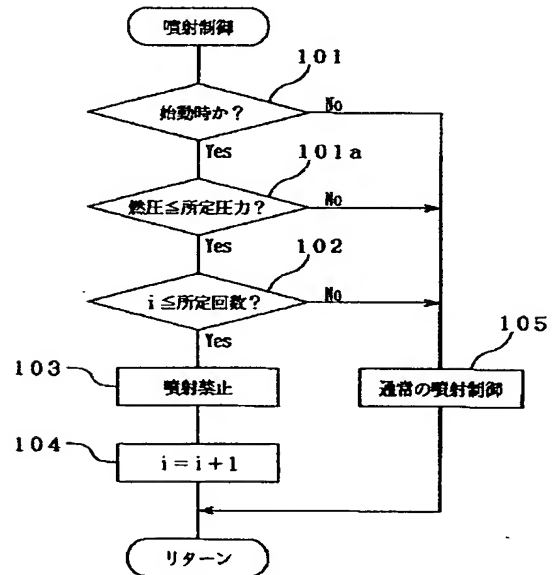 噴射制御
101
始動時か?
No
Yes
101a
燃圧≦所定圧力?
No
Yes
102
i≦所定回数?
No
Yes
105
103
噴射禁止
通常の噴射制御
104
i=i+1
リターン